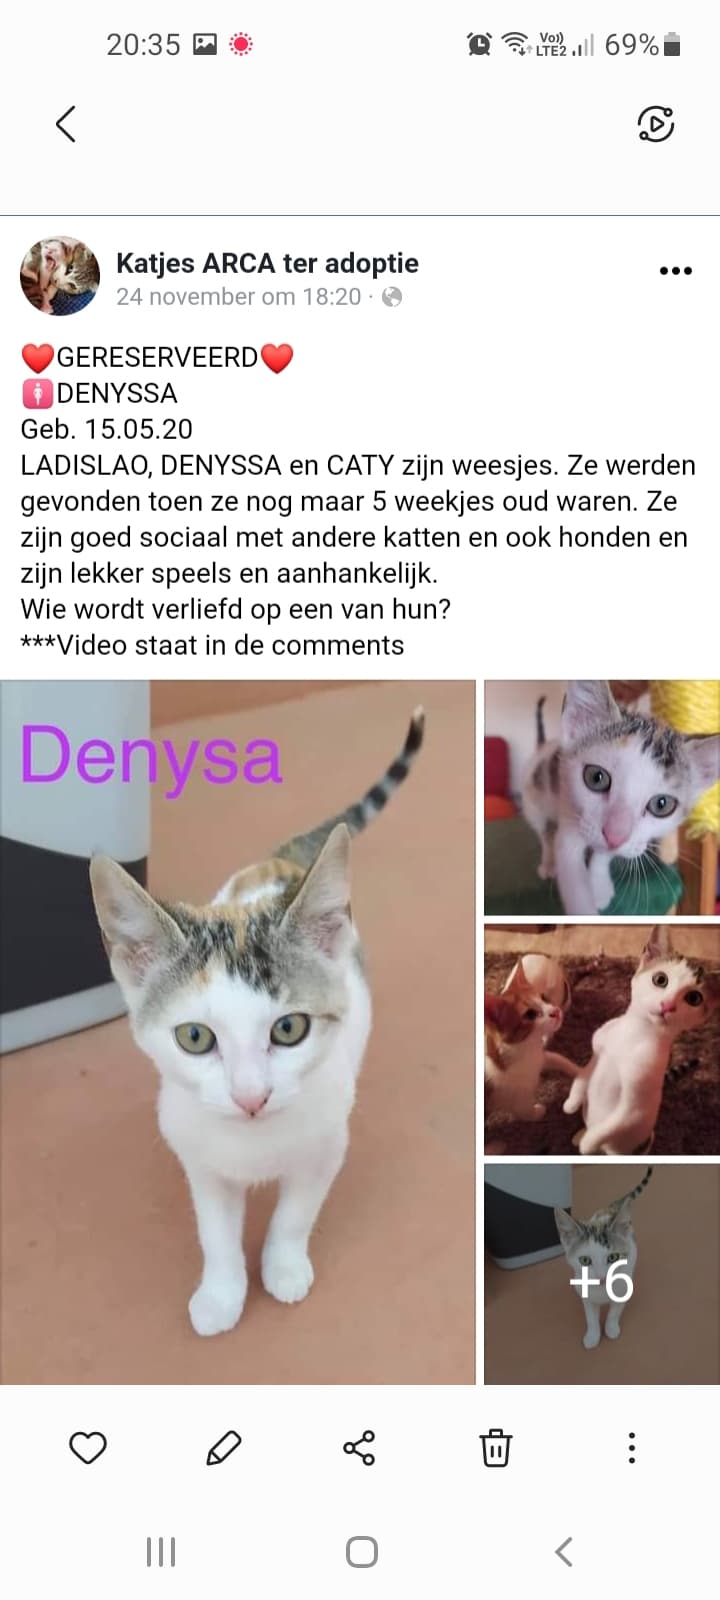 20:35
Vo)) LTE2 69%
Katjes ARCA ter adoptie
24 november om 18:20 ·
❤️GERESERVEERD❤️
🚺DENYSSA
Geb. 15.05.20
LADISLAO, DENYSSA en CATY zijn weesjes. Ze werden
gevonden toen ze nog maar 5 weekjes oud waren. Ze
zijn goed sociaal met andere katten en ook honden en
zijn lekker speels en aanhankelijk.
Wie wordt verliefd op een van hun?
***Video staat in de comments
Denysa
+6